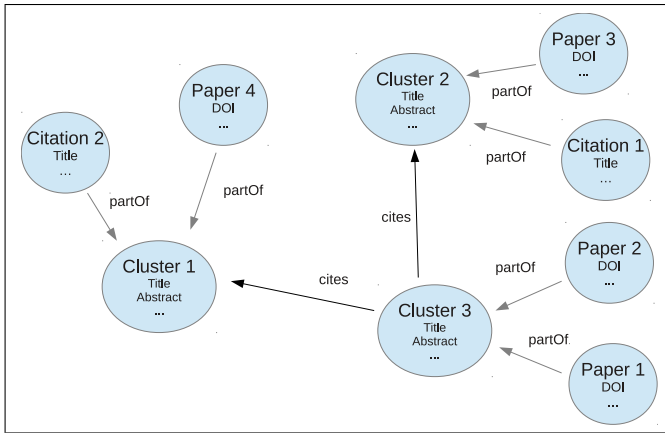 Paper 3
DOI
...
Cluster 2
Title
Abstract
...
partOf
Paper 4
DOI
...
Citation 2
Title
...
Citation 1
Title
...
partOf
partOf
partOf
cites
Paper 2
DOI
...
Cluster 1
Title
Abstract
...
cites
partOf
Cluster 3
Title
Abstract
...
partOf
Paper 1
DOI
...